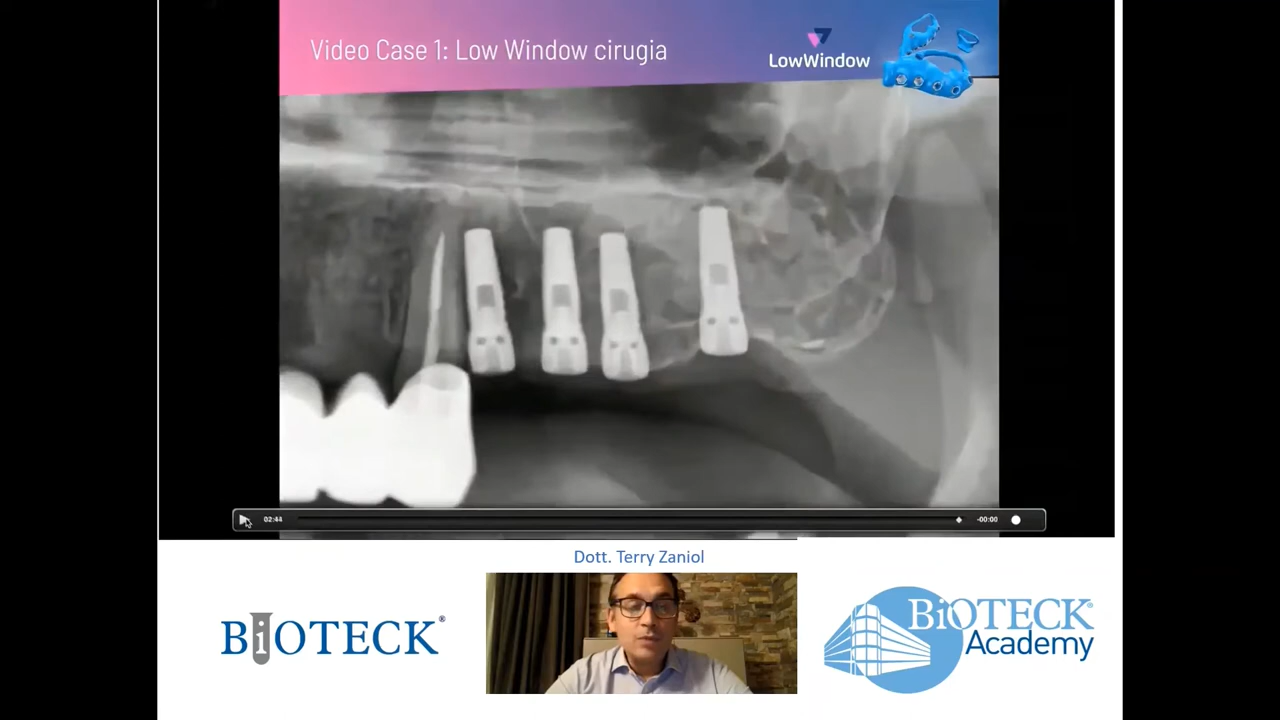 Video Case 1: Low Window cirugia
LowWindow
02:44
-00:00
Dott. Terry Zaniol
BiOTECK®
BiOTECK®
Academy